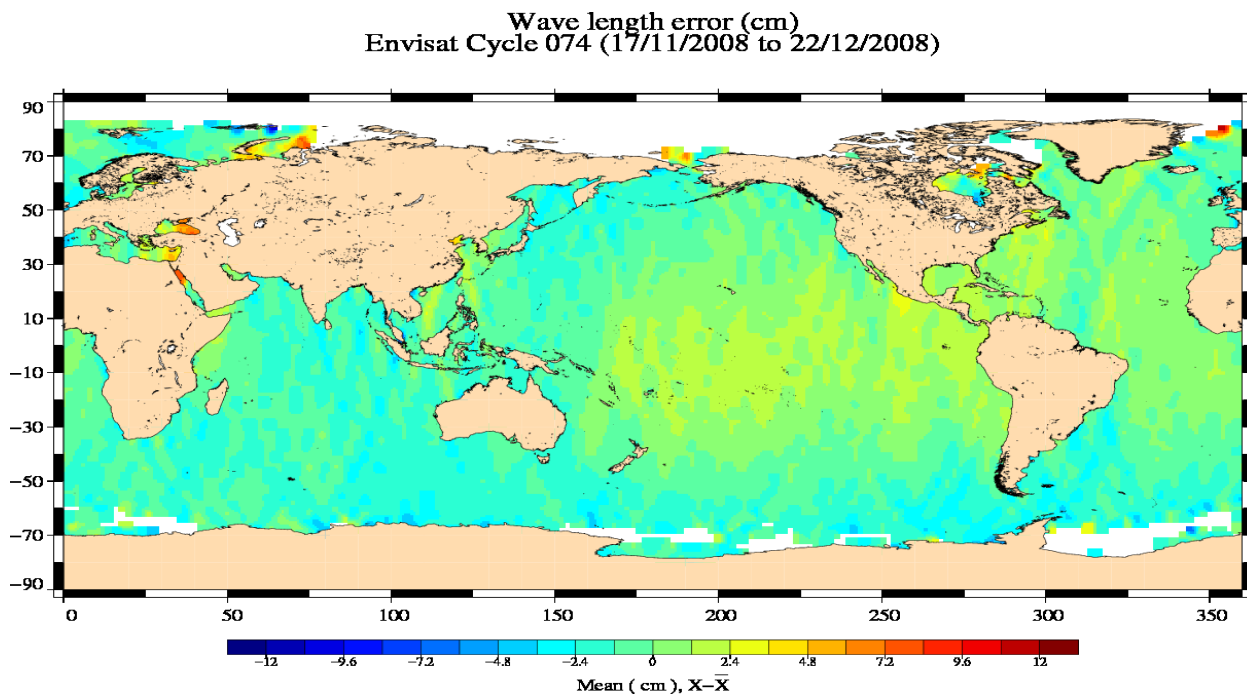 Wave length error (cm)
Envisat Cycle 074 (17/11/2008 to 22/12/2008)
90
70
50
30
10
−10
−30
−50
−70
−90
0 50 100 150 200 250 300 350
−12 −9.6 −7.2 −4.8 −2.4 0 2.4 4.8 7.2 9.6 12
Mean ( cm ), X−X̅